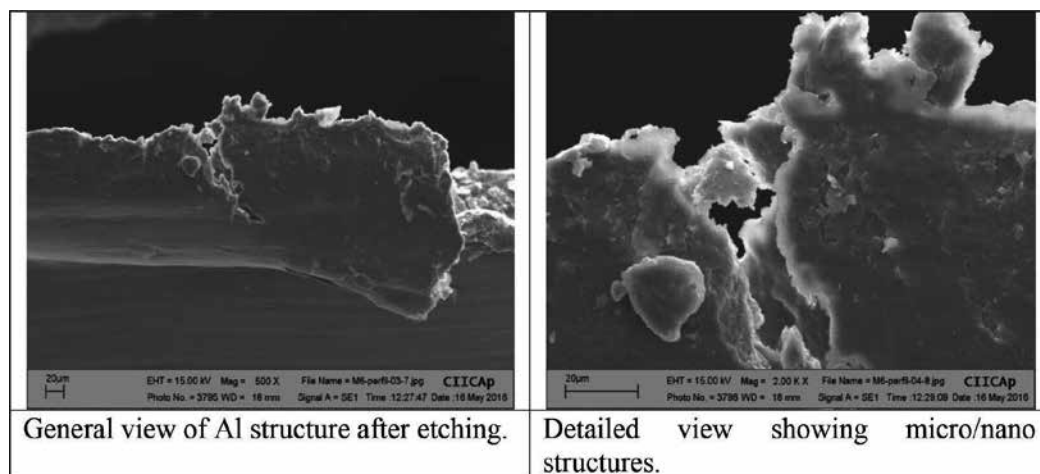 20μm
EHT = 15.00 kV Mag = 500 X File Name = M6-perfil-03-7.jpg CIICAp
Photo No. = 3795 WD = 16 mm Signal A = SE1 Time :12:27:47 Date :16 May 2016
20μm
EHT = 15.00 kV Mag = 2.00 K X File Name = M6-perfil-04-8.jpg CIICAp
Photo No. = 3796 WD = 16 mm Signal A = SE1 Time :12:29:09 Date :16 May 2016
General view of Al structure after etching.
Detailed view showing micro/nano
structures.